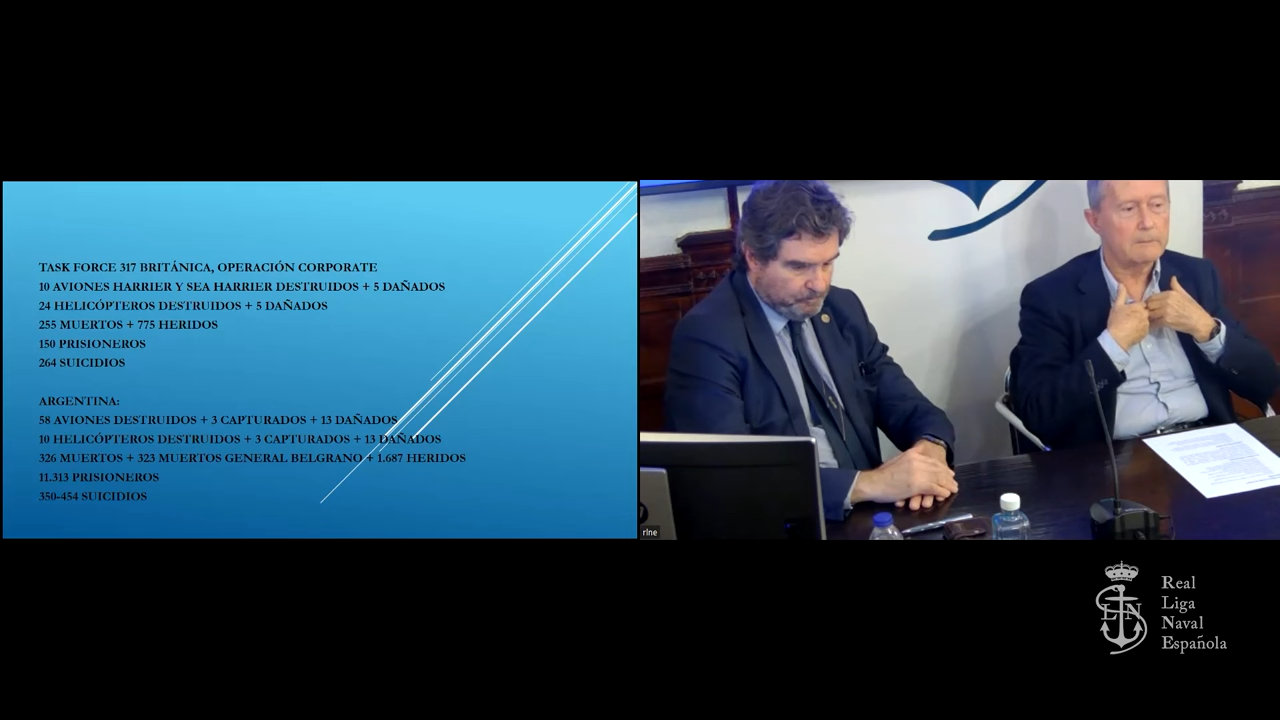 TASK FORCE 317 BRITÁNICA, OPERACIÓN CORPORATE
10 AVIONES HARRIER Y SEA HARRIER DESTRUIDOS + 5 DAÑADOS
24 HELICÓPTEROS DESTRUIDOS + 5 DAÑADOS
255 MUERTOS + 775 HERIDOS
150 PRISIONEROS
264 SUICIDIOS
ARGENTINA:
58 AVIONES DESTRUIDOS + 3 CAPTURADOS + 13 DAÑADOS
10 HELICÓPTEROS DESTRUIDOS + 3 CAPTURADOS + 13 DAÑADOS
326 MUERTOS + 323 MUERTOS GENERAL BELGRANO + 1.687 HERIDOS
11.313 PRISIONEROS
350-454 SUICIDIOS
rlne
LN
Real
Liga
Naval
Española